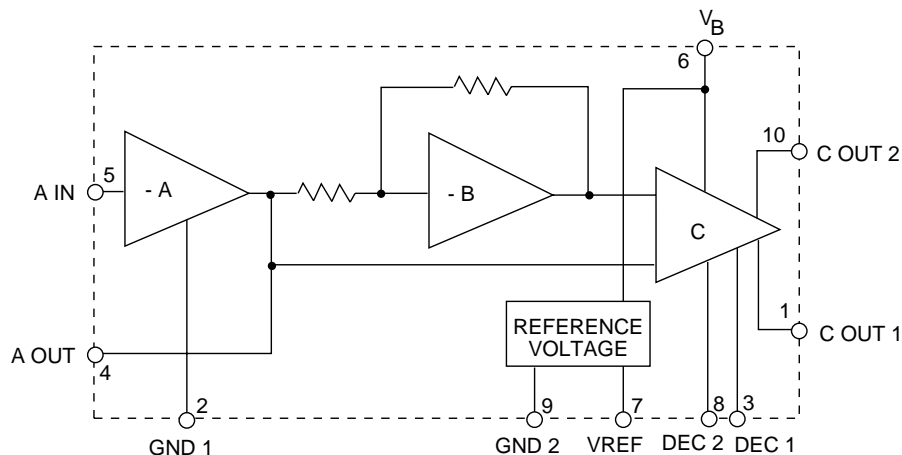 V
B
6
10
C OUT 2
5
A IN
- A
- B
C
1
C OUT 1
REFERENCE
VOLTAGE
A OUT
4
2
9
7
8
3
GND 1
GND 2
VREF
DEC 2
DEC 1